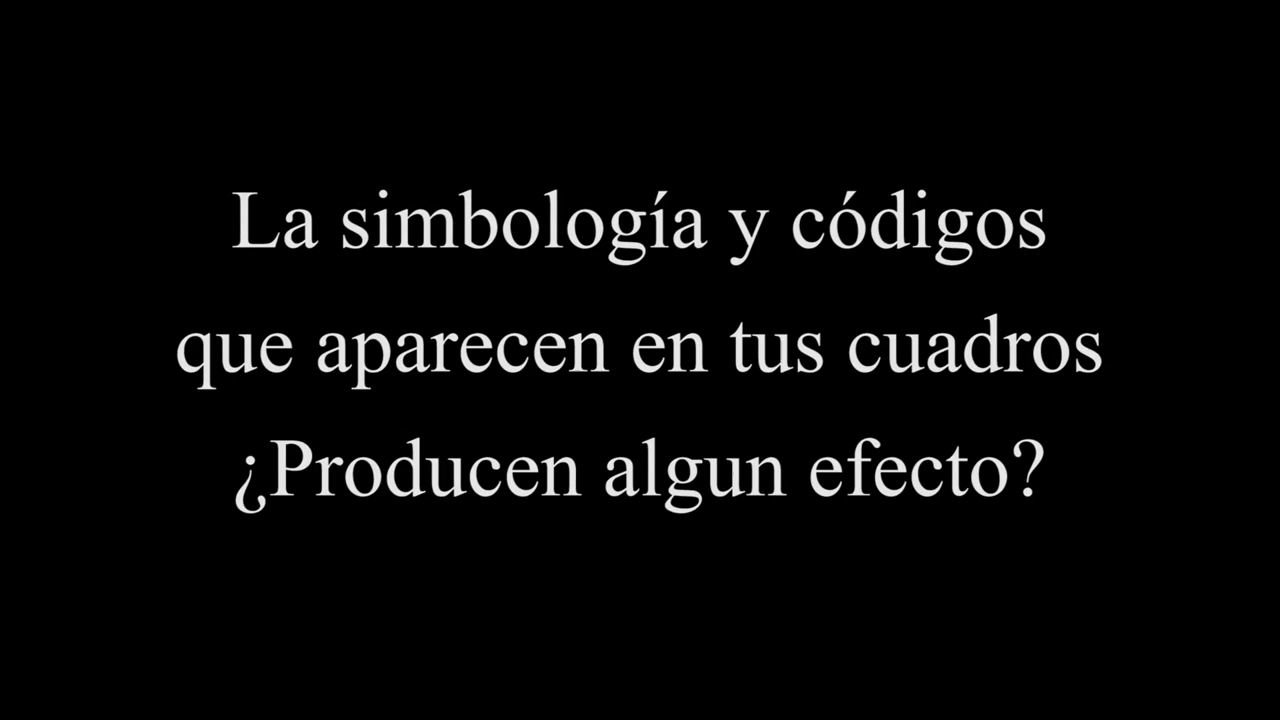 La simbología y códigos
que aparecen en tus cuadros
¿Producen algun efecto?